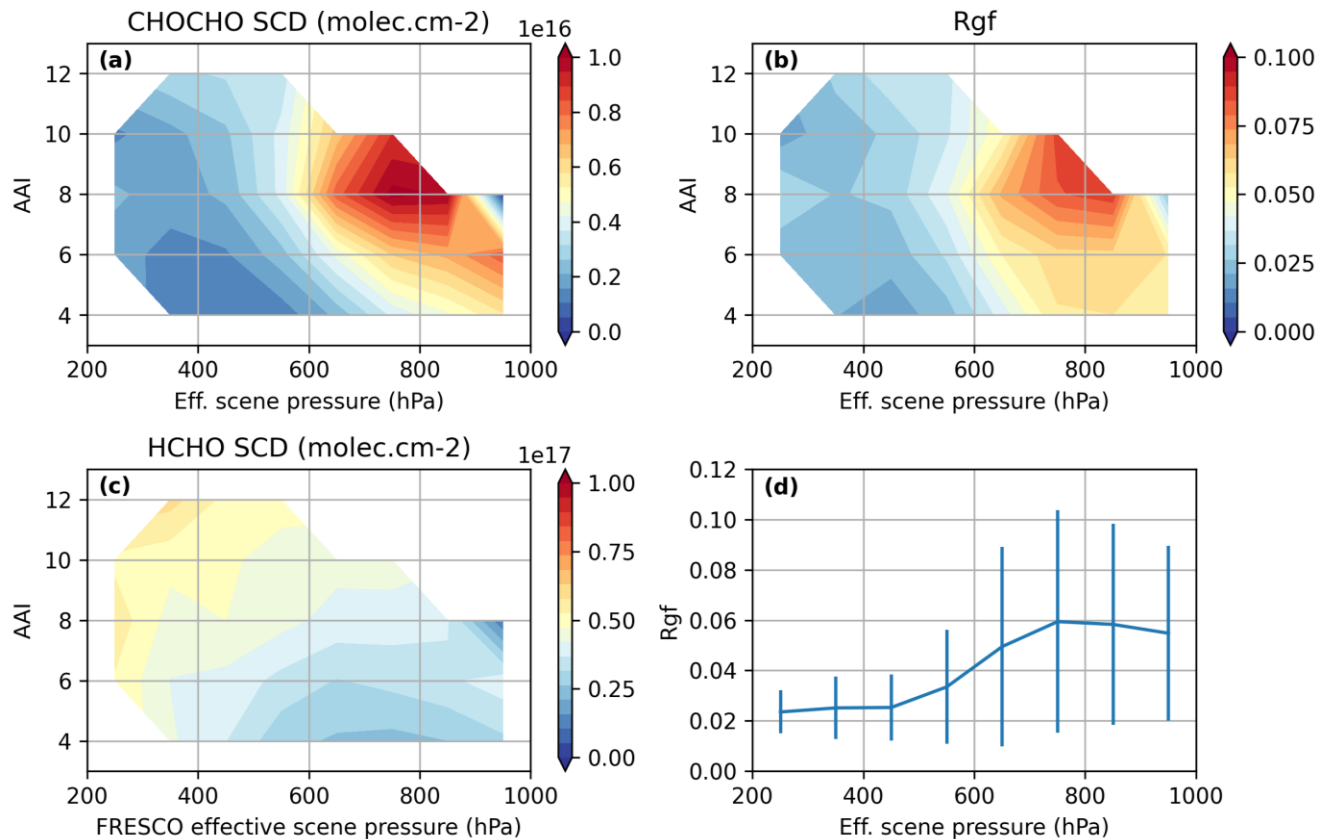 CHOCHO SCD (molec.cm-2)
1e16
(a)
12
10
8
6
4
AAI
200 400 600 800 1000
Eff. scene pressure (hPa)
1.0
0.8
0.6
0.4
0.2
0.0
Rgf
(b)
12
10
8
6
4
AAI
200 400 600 800 1000
Eff. scene pressure (hPa)
0.100
0.075
0.050
0.025
0.000
HCHO SCD (molec.cm-2)
1e17
(c)
12
10
8
6
4
AAI
200 400 600 800 1000
FRESCO effective scene pressure (hPa)
1.00
0.75
0.50
0.25
0.00
(d)
0.12
0.10
0.08
0.06
0.04
0.02
0.00
Rgf
200 400 600 800 1000
Eff. scene pressure (hPa)